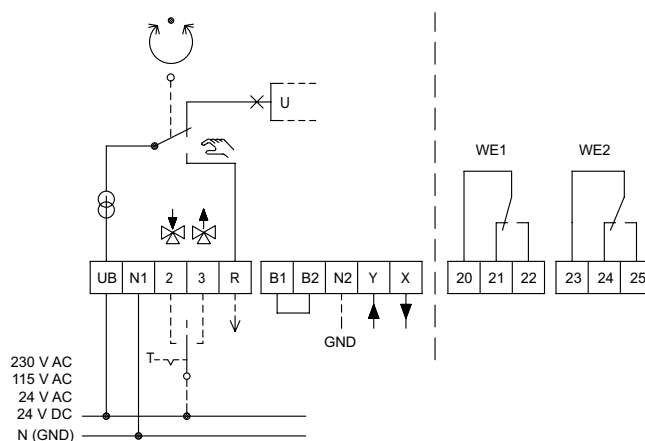 U
WE1
WE2
UB N1 2 3 R
B1 B2 N2 Y X
20 21 22
23 24 25
GND
T
230 V AC
115 V AC
24 V AC
24 V DC
N (GND)